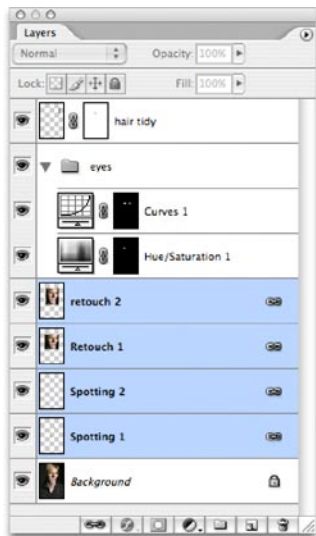 Layers
Normal Opacity: 100%
Lock: Fill: 100%
hair tidy
eyes
Curves 1
Hue/Saturation 1
retouch 2
Retouch 1
Spotting 2
Spotting 1
Background